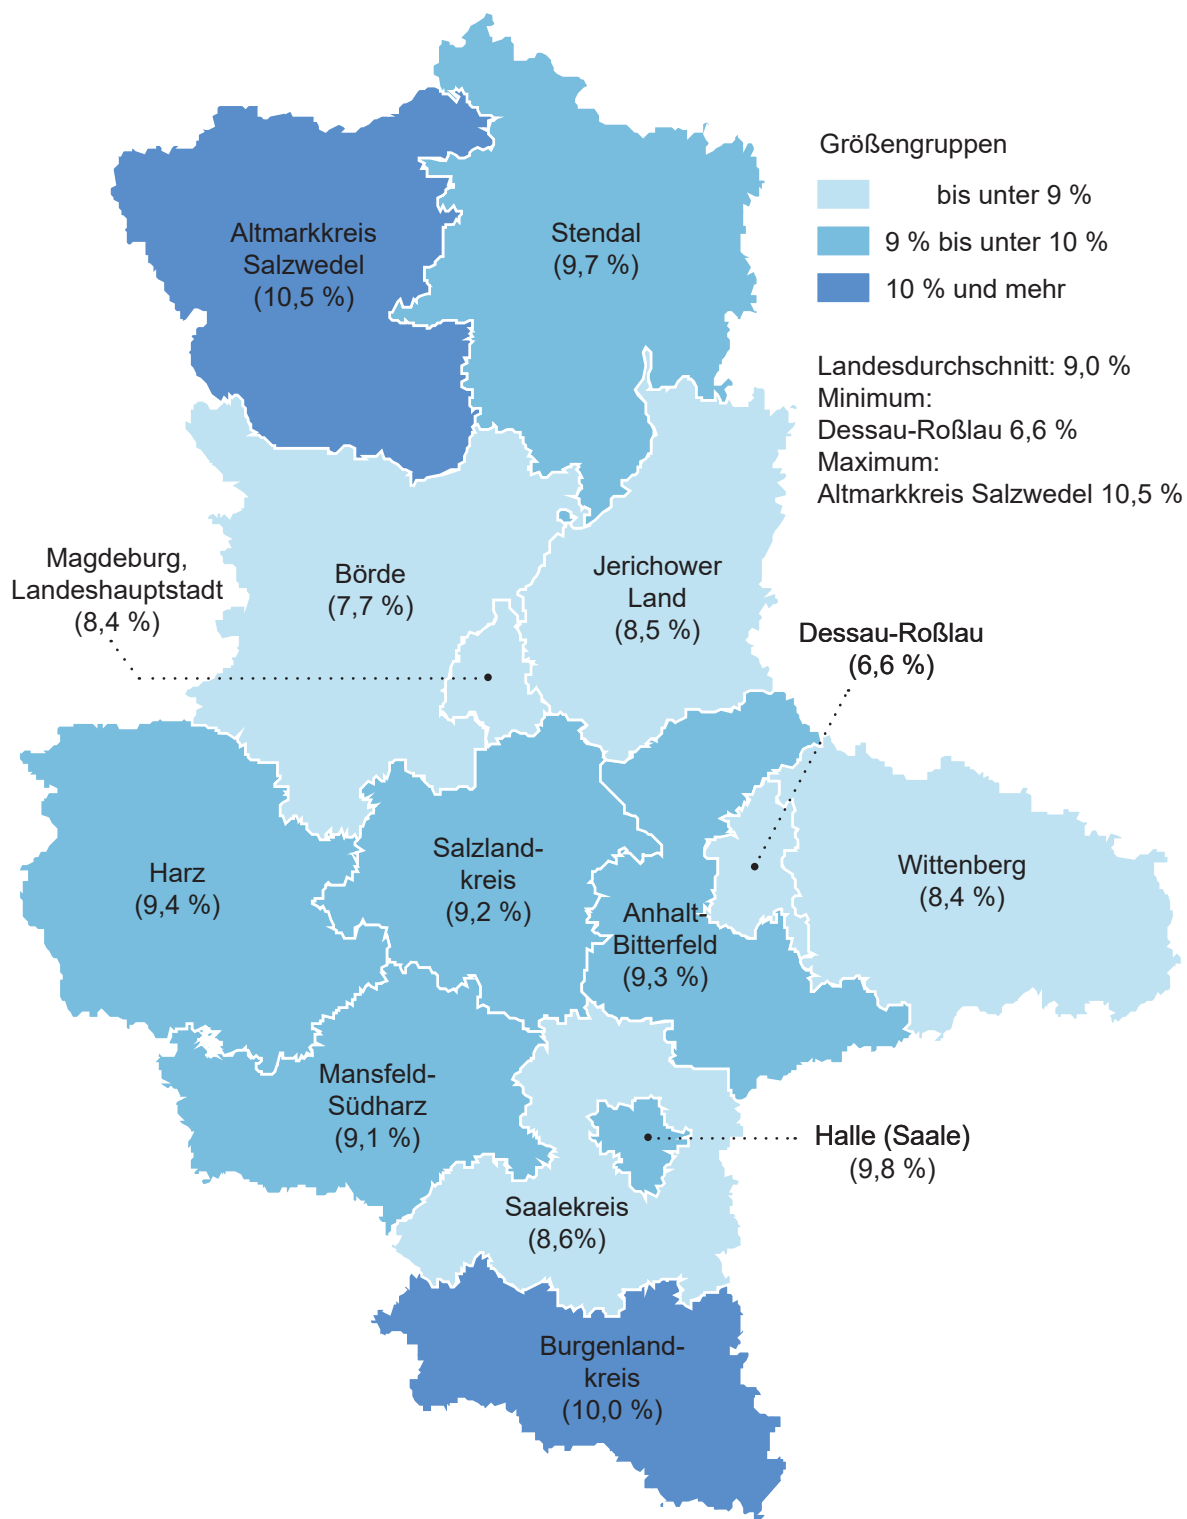 Größengruppen
bis unter 9 %
9 % bis unter 10 %
10 % und mehr
Landesdurchschnitt: 9,0 %
Minimum:
Dessau-Roßlau 6,6 %
Maximum:
Altmarkkreis Salzwedel 10,5 %
Altmarkkreis
Salzwedel
(10,5 %)
Stendal
(9,7 %)
Magdeburg,
Landeshauptstadt
(8,4 %)
Börde
(7,7 %)
Jerichower
Land
(8,5 %)
Dessau-Roßlau
(6,6 %)
Harz
(9,4 %)
Salzland-
kreis
(9,2 %)
Anhalt-
Bitterfeld
(9,3 %)
Wittenberg
(8,4 %)
Mansfeld-
Südharz
(9,1 %)
Halle (Saale)
(9,8 %)
Saalekreis
(8,6%)
Burgenland-
kreis
(10,0 %)